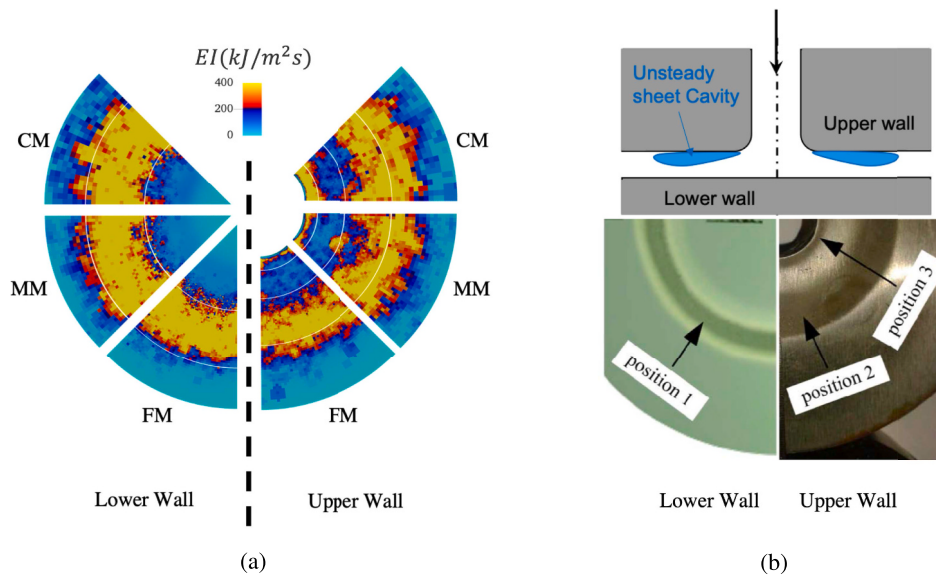 EI(kJ/m²s)
400
200
0
CM
CM
MM
MM
FM
FM
Lower Wall
Upper Wall
(a)
Unsteady
sheet Cavity
Upper wall
Lower wall
position 1
position 2
position 3
Lower Wall
Upper Wall
(b)